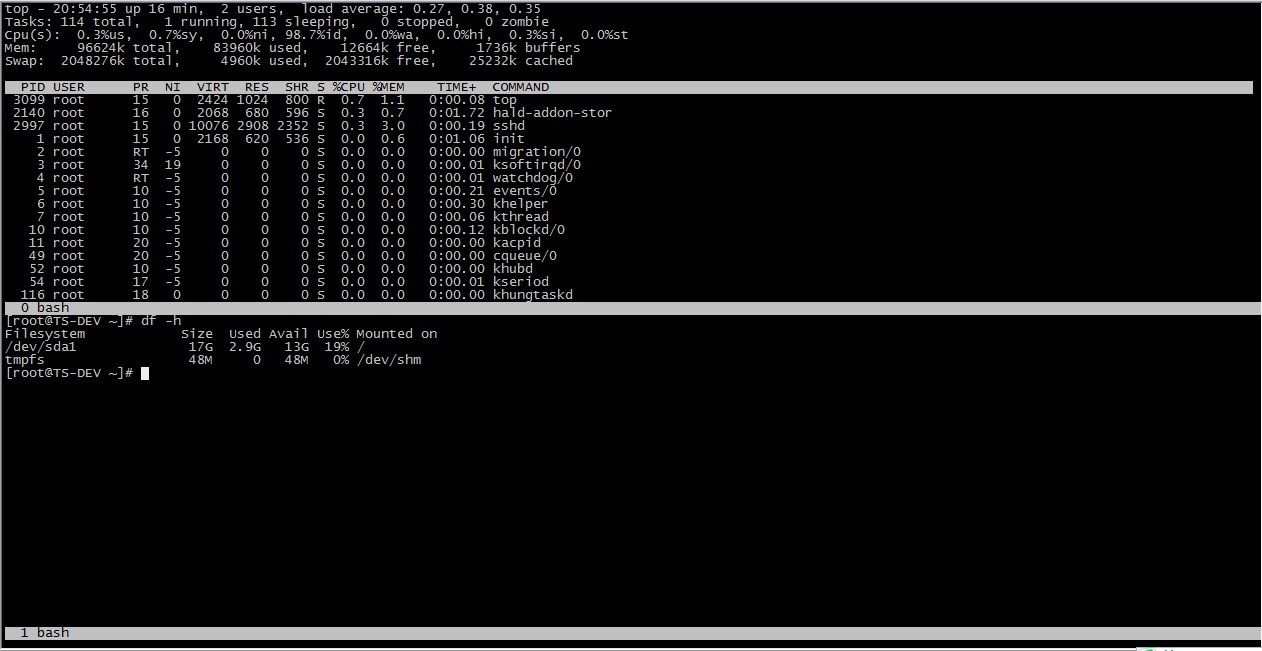 top - 20:54:55 up 16 min,  2 users,  load average: 0.27, 0.38, 0.35
Tasks: 114 total,   1 running, 113 sleeping,   0 stopped,   0 zombie
Cpu(s):  0.3%us,  0.7%sy,  0.0%ni, 98.7%id,  0.0%wa,  0.0%hi,  0.3%si,  0.0%st
Mem:     96624k total,    83960k used,    12664k free,     1736k buffers
Swap:  2048276k total,     4960k used,  2043316k free,    25232k cached
  PID USER      PR  NI  VIRT  RES  SHR S %CPU %MEM    TIME+  COMMAND
 3099 root      15   0  2424 1024  800 R  0.7  1.1   0:00.08 top
 2140 root      16   0  2068  680  596 S  0.3  0.7   0:01.72 hald-addon-stor
 2997 root      15   0 10076 2908 2352 S  0.3  3.0   0:00.19 sshd
    1 root      15   0  2168  620  536 S  0.0  0.6   0:01.06 init
    2 root      RT  -5     0    0    0 S  0.0  0.0   0:00.00 migration/0
    3 root      34  19     0    0    0 S  0.0  0.0   0:00.01 ksoftirqd/0
    4 root      RT  -5     0    0    0 S  0.0  0.0   0:00.01 watchdog/0
    5 root      10  -5     0    0    0 S  0.0  0.0   0:00.21 events/0
    6 root      10  -5     0    0    0 S  0.0  0.0   0:00.30 khelper
    7 root      10  -5     0    0    0 S  0.0  0.0   0:00.06 kthread
   10 root      10  -5     0    0    0 S  0.0  0.0   0:00.12 kblockd/0
   11 root      20  -5     0    0    0 S  0.0  0.0   0:00.00 kacpid
   49 root      20  -5     0    0    0 S  0.0  0.0   0:00.00 cqueue/0
   52 root      10  -5     0    0    0 S  0.0  0.0   0:00.00 khubd
   54 root      17  -5     0    0    0 S  0.0  0.0   0:00.01 kseriod
  116 root      18   0     0    0    0 S  0.0  0.0   0:00.00 khungtaskd
  0 bash
[root@TS-DEV ~]# df -h
Filesystem            Size  Used Avail Use% Mounted on
/dev/sda1              17G  2.9G   13G  19% /
tmpfs                  48M     0   48M   0% /dev/shm
[root@TS-DEV ~]#
  1 bash